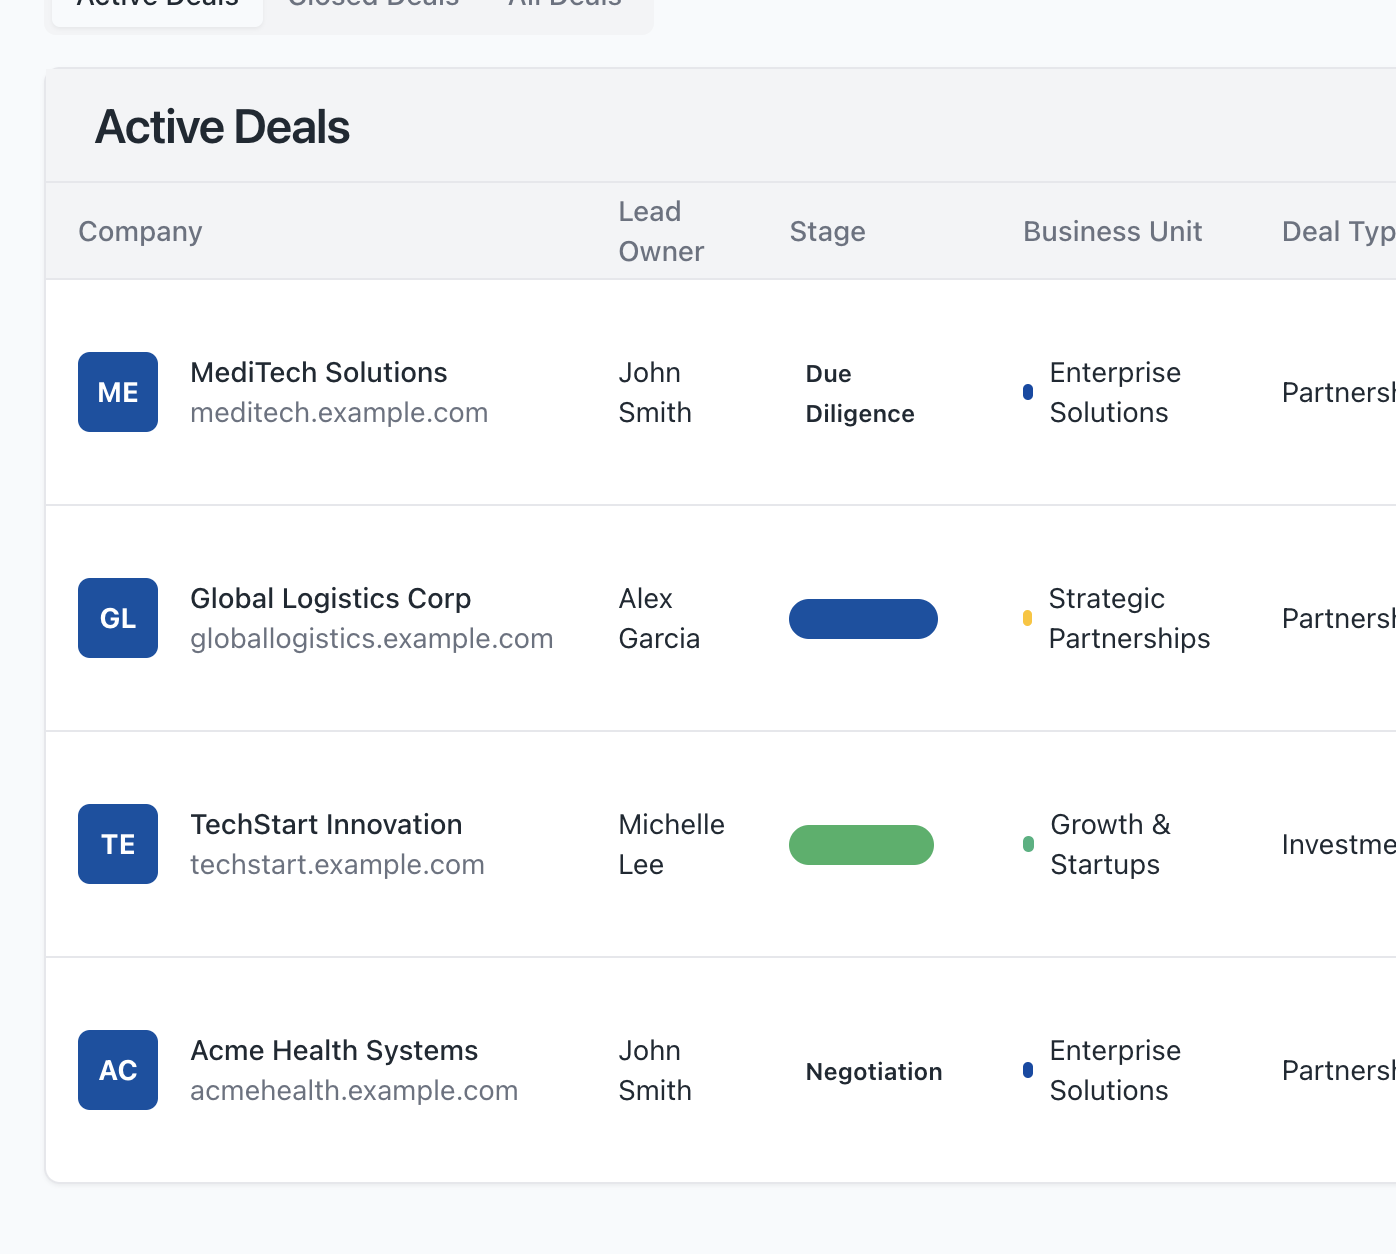 Active Deals Closed Deals All Deals
Active Deals
Company Lead Owner Stage Business Unit Deal Typ
ME
MediTech Solutions
meditech.example.com
John
Smith
Due
Diligence
Enterprise
Solutions
Partnersh
GL
Global Logistics Corp
globallogistics.example.com
Alex
Garcia
Strategic
Partnerships
Partnersh
TE
TechStart Innovation
techstart.example.com
Michelle
Lee
Growth &
Startups
Investme
AC
Acme Health Systems
acmehealth.example.com
John
Smith
Negotiation
Enterprise
Solutions
Partnersh